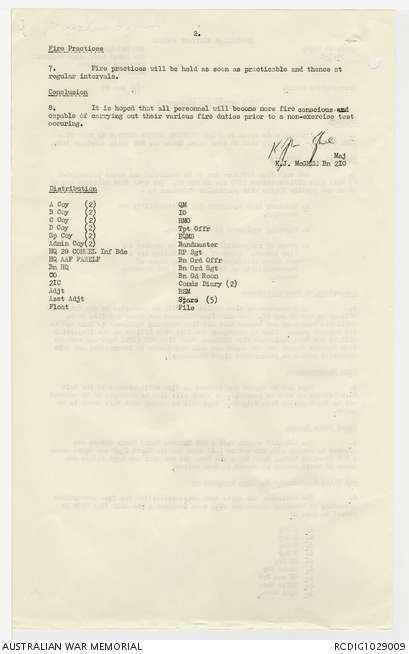 2.
Fire Practices
7. Fire practices will be held as soon as practicable and thence at
regular intervals.
Conclusion
8. It is hoped that all personnel will become more fire conscious and
capable of carrying out their various fire duties prior to a non-exercise test
occuring.
Maj
K.J. McGHEE Bn 2IC
Distribution
A Coy (2) QM
B Coy (2) IO
C Coy (2) RMO
D Coy (2) Tpt Offr
Sp Coy (2) RQMS
Admin Coy(2) Bandmaster
HQ 28 COMWEL Inf Bde RP Sgt
HQ AAF FARELF Bn Ord Offr
Bn HQ Bn Ord Sgt
CO Bn Gd Room
2IC Comds Diary (2)
Adjt RSM
Asst Adjt Spare (5)
Float File
AUSTRALIAN WAR MEMORIAL
RCDIG1029009